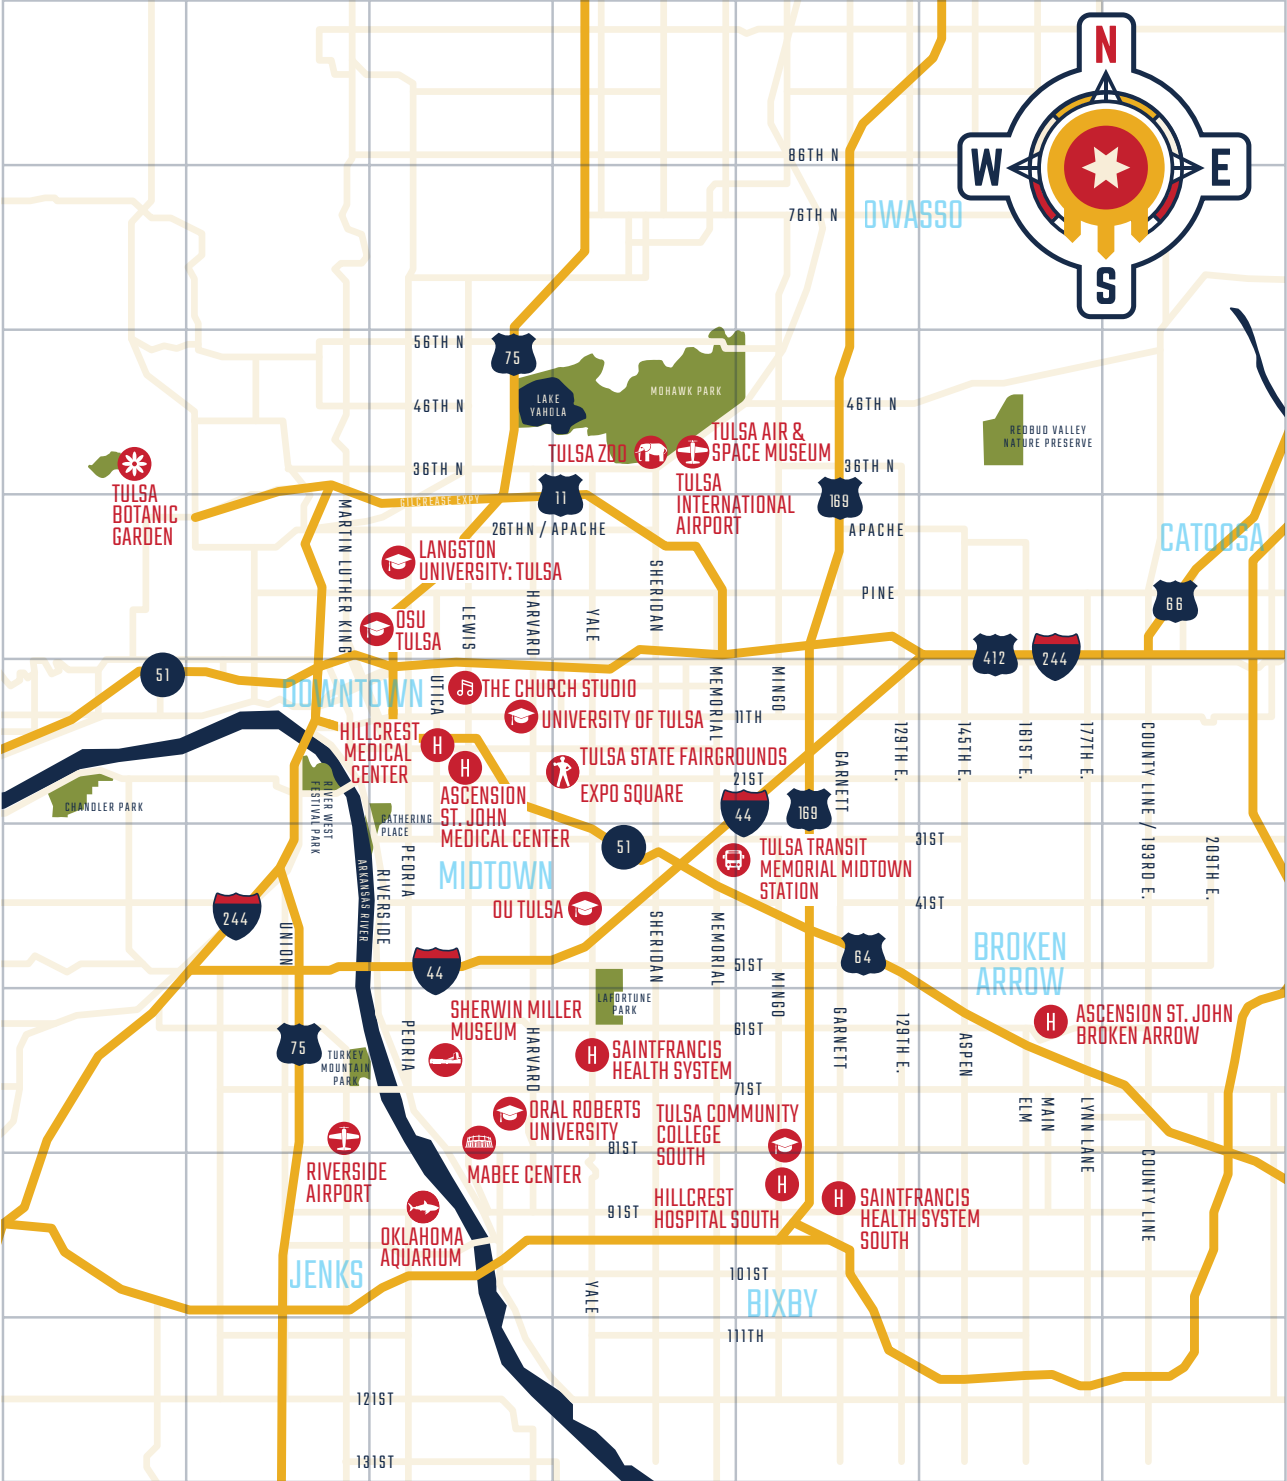 N
W
E
S
86TH N
76TH N
OWASSO
56TH N
75
46TH N
LAKE
YAHOLA
MOHAWK PARK
46TH N
REDBUD VALLEY
NATURE PRESERVE
36TH N
TULSA ZOO
TULSA AIR &
SPACE MUSEUM
36TH N
TULSA
BOTANIC
GARDEN
TULSA
INTERNATIONAL
AIRPORT
GILCREASE EXPY
11
169
26THN / APACHE
APACHE
CATOOSA
MARTIN LUTHER KING
LANGSTON
UNIVERSITY: TULSA
SHERIDAN
PINE
66
OSU
TULSA
LEWIS
HARVARD
YALE
412
244
51
DOWNTOWN
UTICA
THE CHURCH STUDIO
MEMORIAL
MINGO
UNIVERSITY OF TULSA
11TH
HILLCREST
MEDICAL
CENTER
H
H
TULSA STATE FAIRGROUNDS
EXPO SQUARE
21ST
GARNETT
129TH E.
145TH E.
161ST E.
177TH E.
COUNTY LINE / 193RD E.
209TH E.
CHANDLER PARK
RIVER WEST
FESTIVAL PARK
GATHERING
PLACE
ASCENSION
ST. JOHN
MEDICAL CENTER
44
169
31ST
51
TULSA TRANSIT
MEMORIAL MIDTOWN
STATION
PEORIA
MIDTOWN
ARKANSAS RIVER
RIVERSIDE
244
UNION
OU TULSA
41ST
SHERIDAN
MEMORIAL
BROKEN
ARROW
64
44
51ST
MINGO
LAFORTUNE
PARK
SHERWIN MILLER
MUSEUM
61ST
GARNETT
129TH E.
ASPEN
H
ASCENSION ST. JOHN
BROKEN ARROW
75
TURKEY
MOUNTAIN
PARK
PEORIA
HARVARD
H
SAINTFRANCIS
HEALTH SYSTEM
71ST
ELM
MAIN
LYNN LANE
ORAL ROBERTS
UNIVERSITY
TULSA COMMUNITY
COLLEGE
SOUTH
81ST
MABEE CENTER
RIVERSIDE
AIRPORT
COUNTY LINE
H
HILLCREST
HOSPITAL SOUTH
H
SAINTFRANCIS
HEALTH SYSTEM
SOUTH
91ST
OKLAHOMA
AQUARIUM
JENKS
101ST
YALE
BIXBY
111TH
121ST
131ST